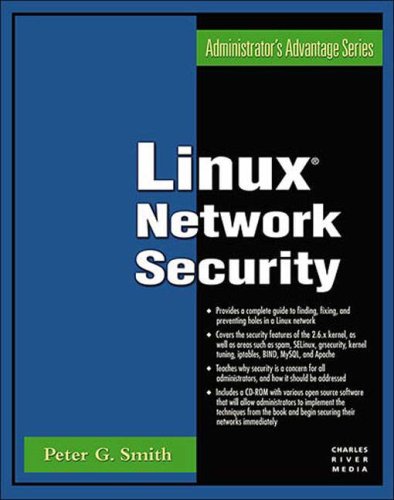 Administrator's Advantage Series
Linux®
Network
Security
Provides a complete guide to finding, fixing, and
preventing holes in a Linux network
Covers the security features of the 2.6.x kernel, as
well as areas such as spam, SELinux, grsecurity, kernel
tuning, iptables, BIND, MySQL, and Apache
Teaches why security is a concern for all
administrators, and how it should be addressed
Includes a CD-ROM with various open source software
that will allow administrators to implement the
techniques from the book and begin securing their
networks immediately
Peter G. Smith
CHARLES
RIVER
MEDIA